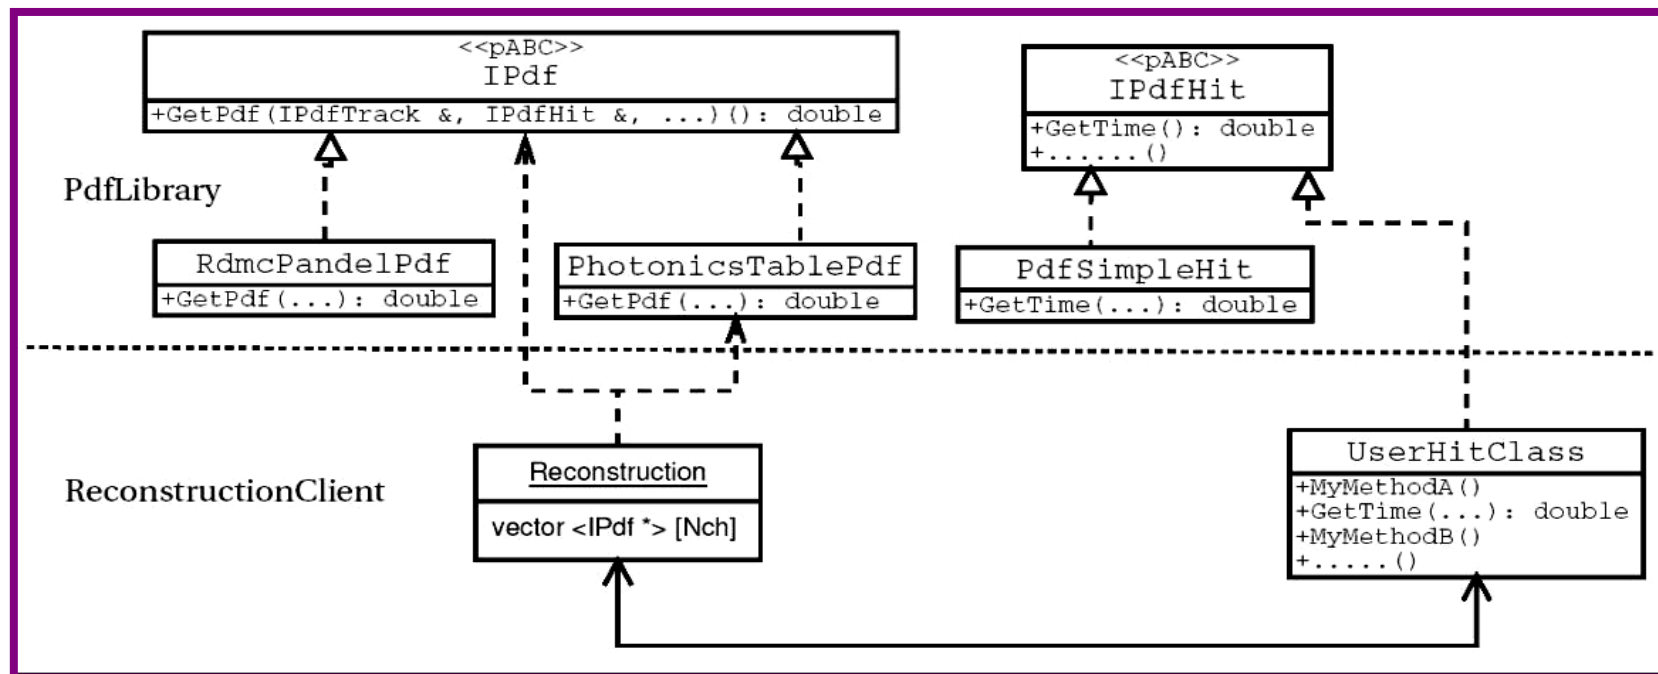 <<pABC>>
IPdf
+GetPdf(IPdfTrack &, IPdfHit &, ...)(): double
<<pABC>>
IPdfHit
+GetTime(): double
+......()
PdfLibrary
RdmcPandelPdf
+GetPdf(...): double
PhotonicsTablePdf
+GetPdf(...): double
PdfSimpleHit
+GetTime(...): double
ReconstructionClient
Reconstruction
vector <IPdf *> [Nch]
UserHitClass
+MyMethodA()
+GetTime(...): double
+MyMethodB()
+.....()